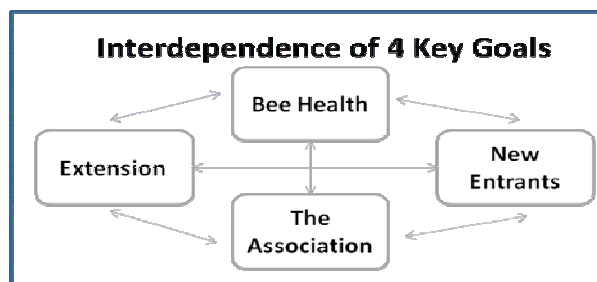 Interdependence of 4 Key Goals
Bee Health
Extension
New
Entrants
The
Association